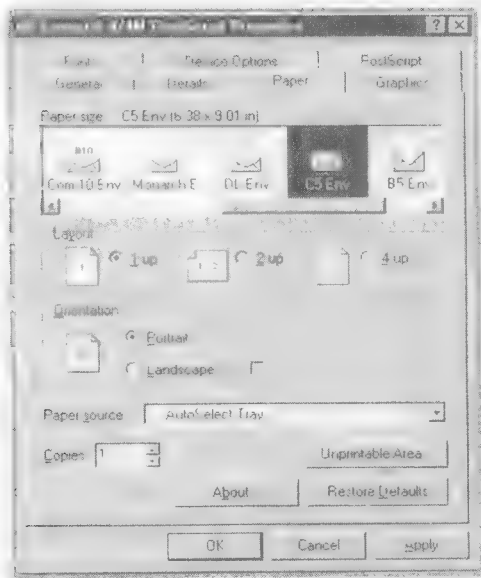 Fonts Device Options PostScript
General Details Paper Graphics
Paper size: C5 Env (6.38 x 9.01 in)
Com 10 Env Monarch E DL Env C5 Env B5 Env
Layout
1 up 2 up 4 up
Orientation
Portrait
Landscape
Paper source: AutoSelect Tray
Copies: 1 Unprintable Area
About Restore Defaults
OK Cancel Apply